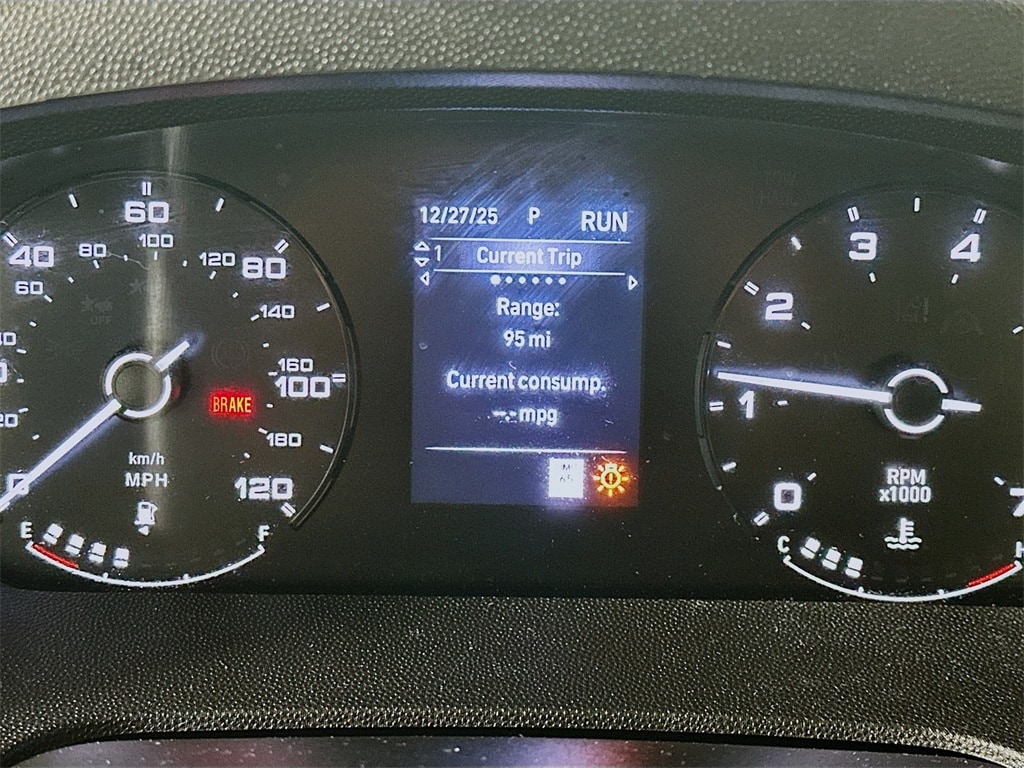 12/27/25 P RUN
1 Current Trip
Range:
95 mi
Current consump.
--- mpg
40 60 80 100 120
60 80 100 120 140 160 180
BRAKE
km/h
MPH
E F
0 1 2 3 4
RPM
x1000
C